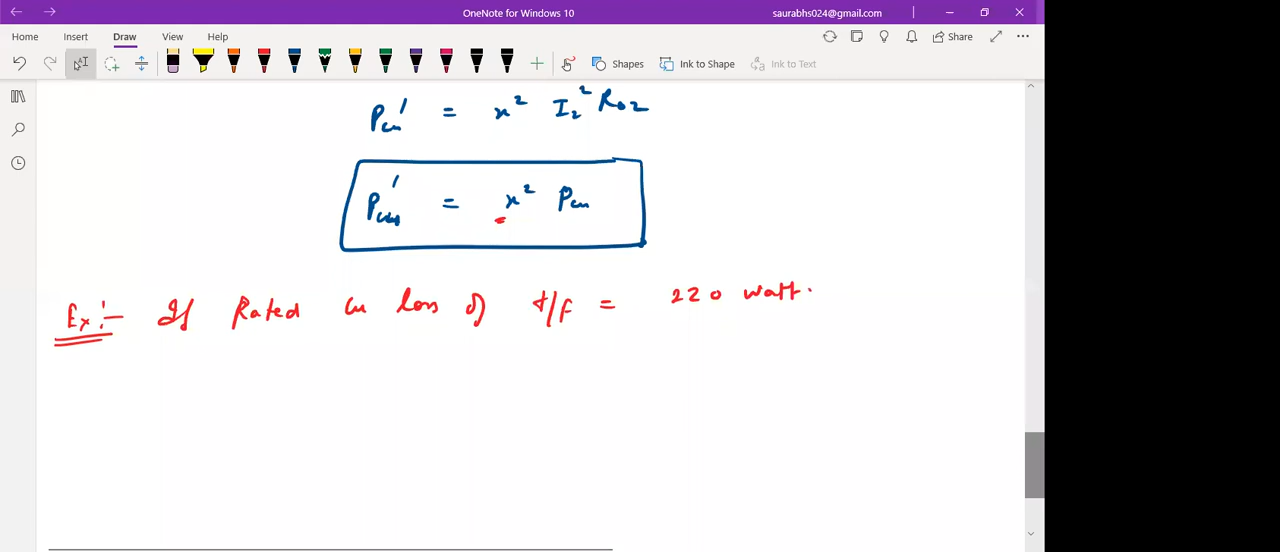 OneNote for Windows 10
saurabhs024@gmail.com
Home Insert Draw View Help
Share
Shapes Ink to Shape Ink to Text
Pcu' = x² I₂² R₀₂
Pcu' = x² Pcu
Ex:- If Rated cu loss of t/f = 220 watt.